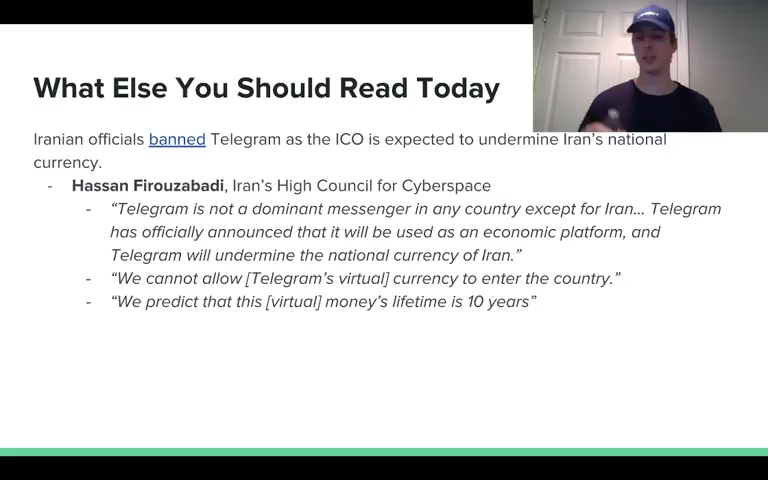 What Else You Should Read Today
Iranian officials banned Telegram as the ICO is expected to undermine Iran's national
currency.
- Hassan Firouzabadi, Iran's High Council for Cyberspace
- “Telegram is not a dominant messenger in any country except for Iran... Telegram
has officially announced that it will be used as an economic platform, and
Telegram will undermine the national currency of Iran.”
- “We cannot allow [Telegram's virtual] currency to enter the country.”
- “We predict that this [virtual] money's lifetime is 10 years”